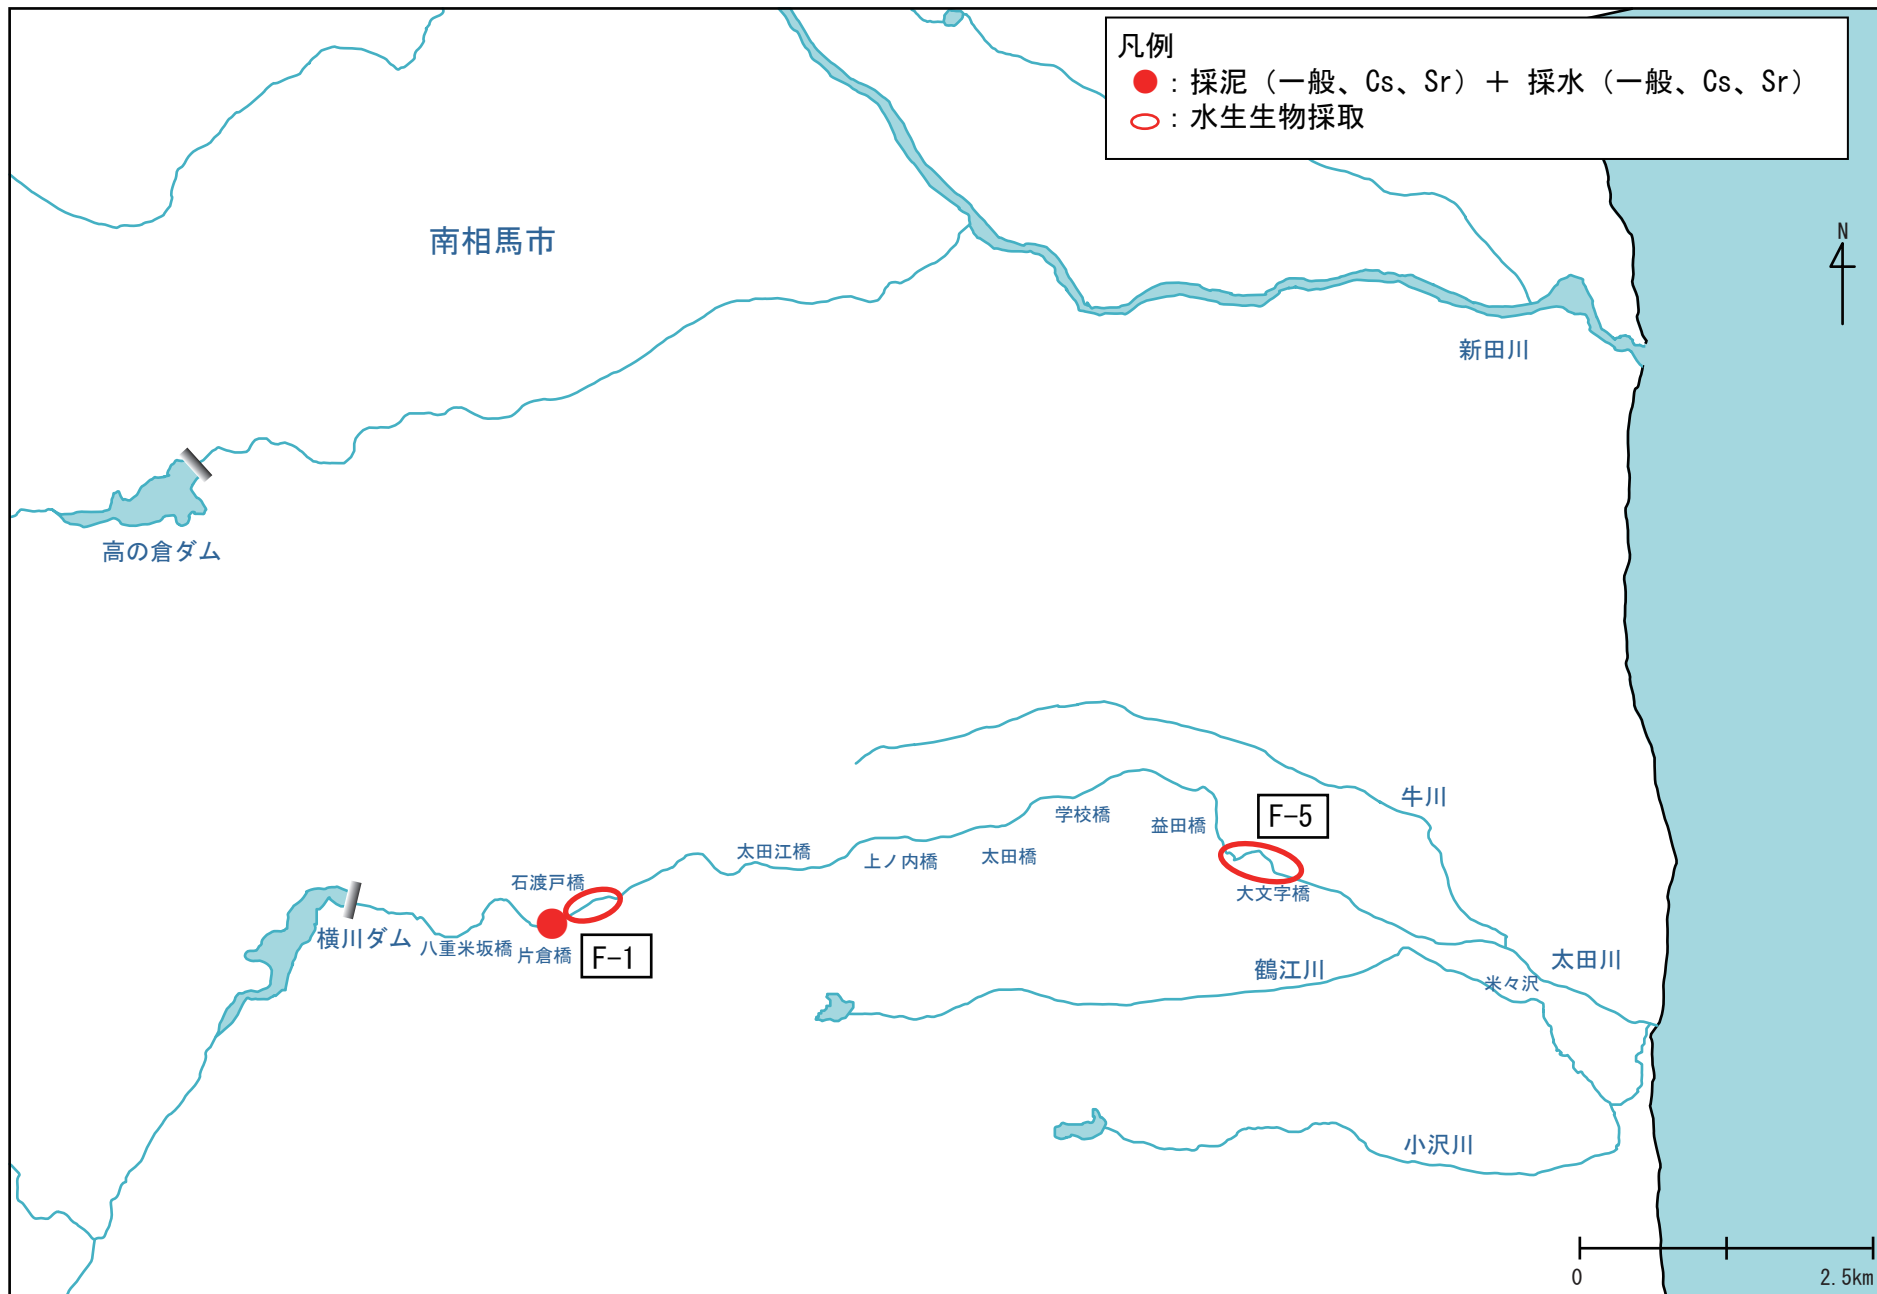 凡例
：採泥（一般、Cs、Sr）＋ 採水（一般、Cs、Sr）
：水生生物採取
N
南相馬市
新田川
高の倉ダム
牛川
F-5
学校橋
益田橋
太田江橋
上ノ内橋
太田橋
石渡戸橋
大文字橋
横川ダム
八重米坂橋
片倉橋
F-1
鶴江川
太田川
米々沢
小沢川
0
2.5km